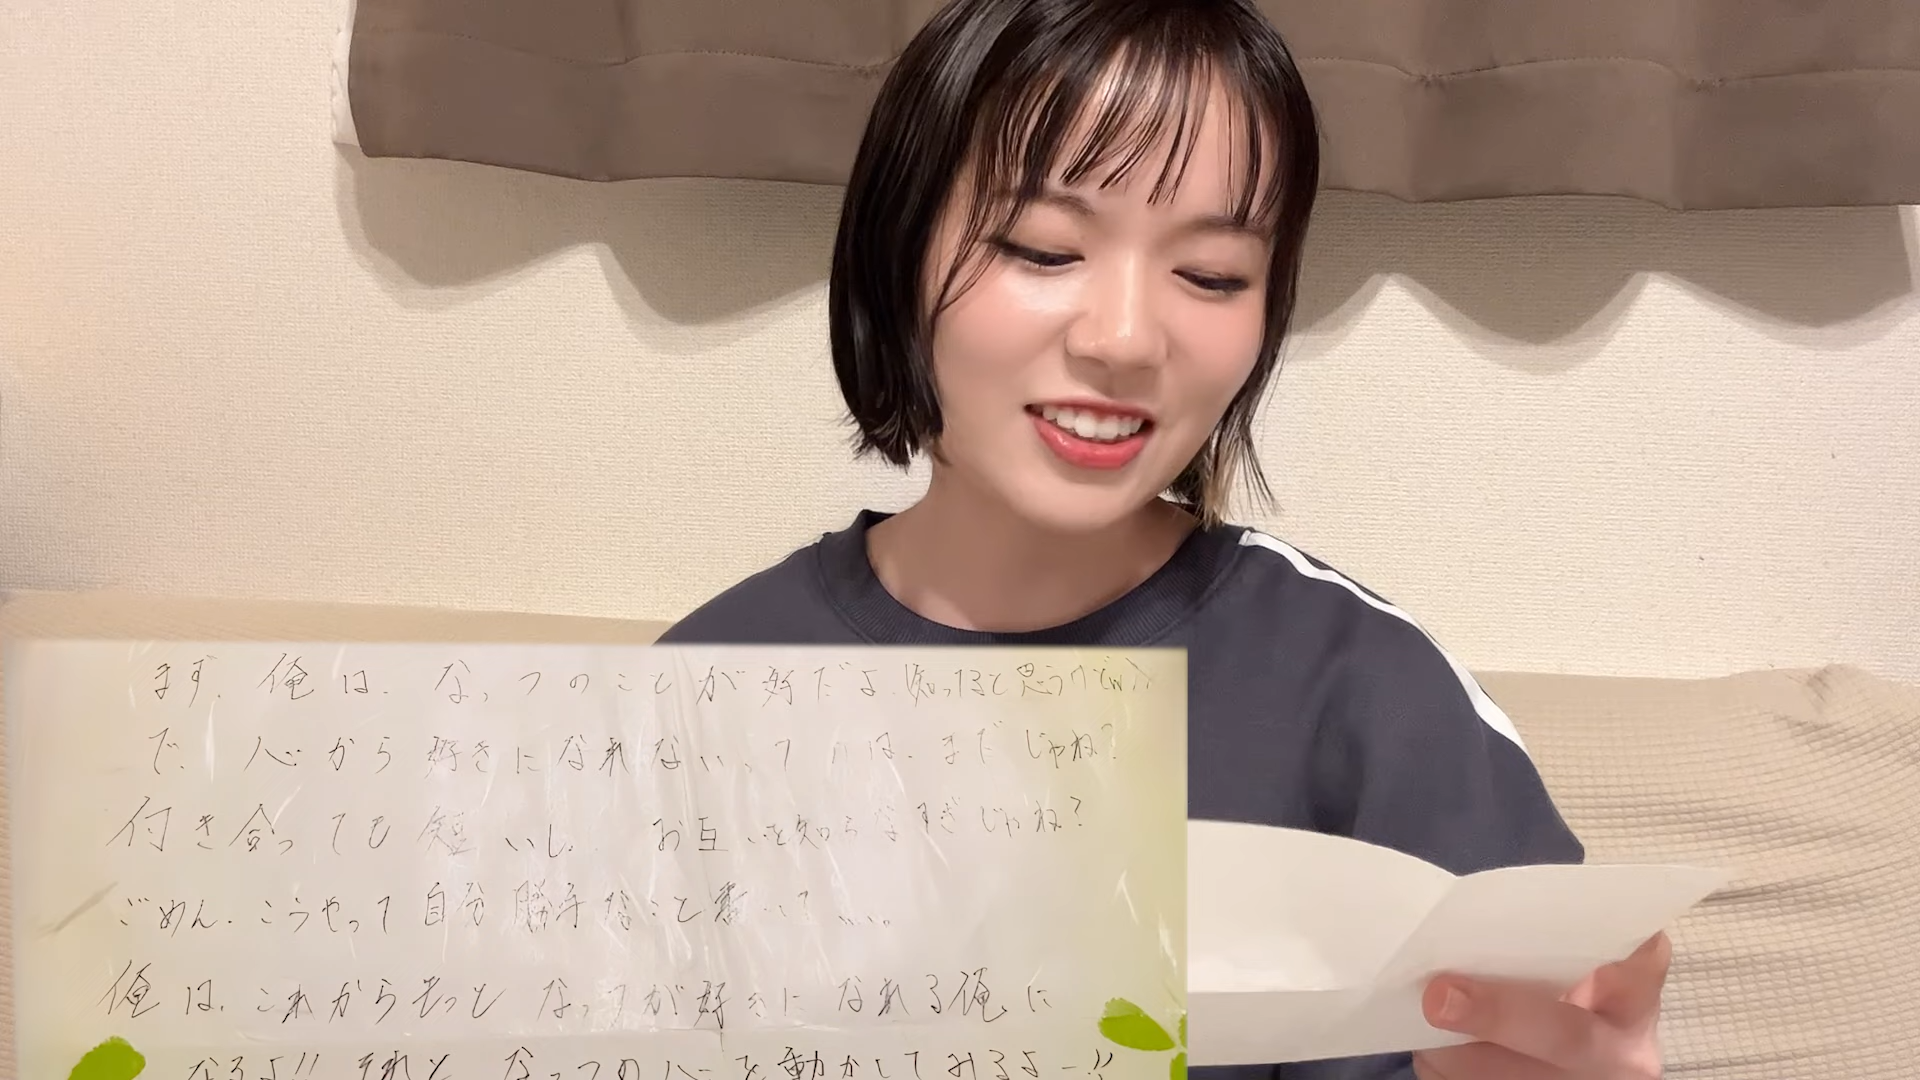 まず、俺は、なっつのことが好だよ、知ってると思うけどw
で、心から好きになれないってのは、まだじゃね?
付き合っても短いし、お互いを知らなすぎじゃね?
ごめん、こうやって自分勝手なこと書いて…。
俺は、これからもっとなっつが好きになれる俺に
なるよ!!それと、なっつの心を動かしてみるよー!!